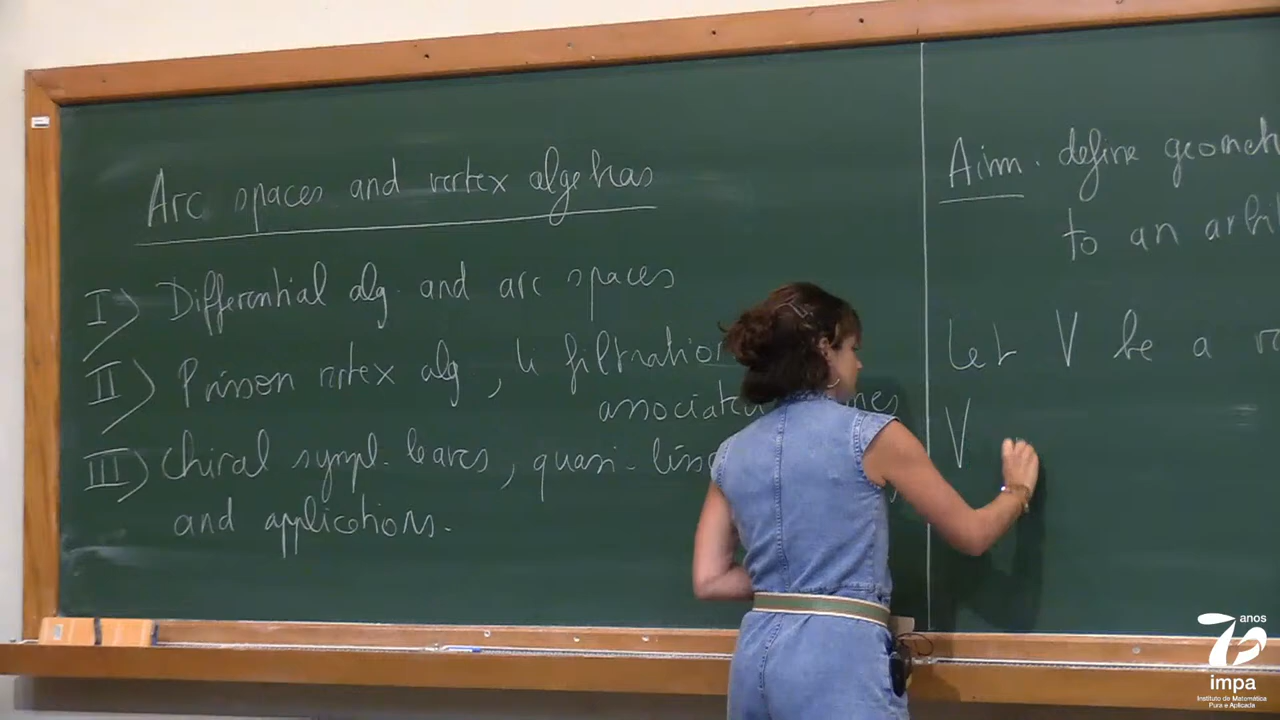 Arc spaces and vertex algebras
I) Differential alg. and arc spaces
II) Poisson vertex alg, Li filtration
associated
III) Chiral sympl. leaves, quasi-lisse
and applications.
Aim. define
to an
Let V be a
V
70 anos
impa
Instituto de Matemática
Pura e Aplicada